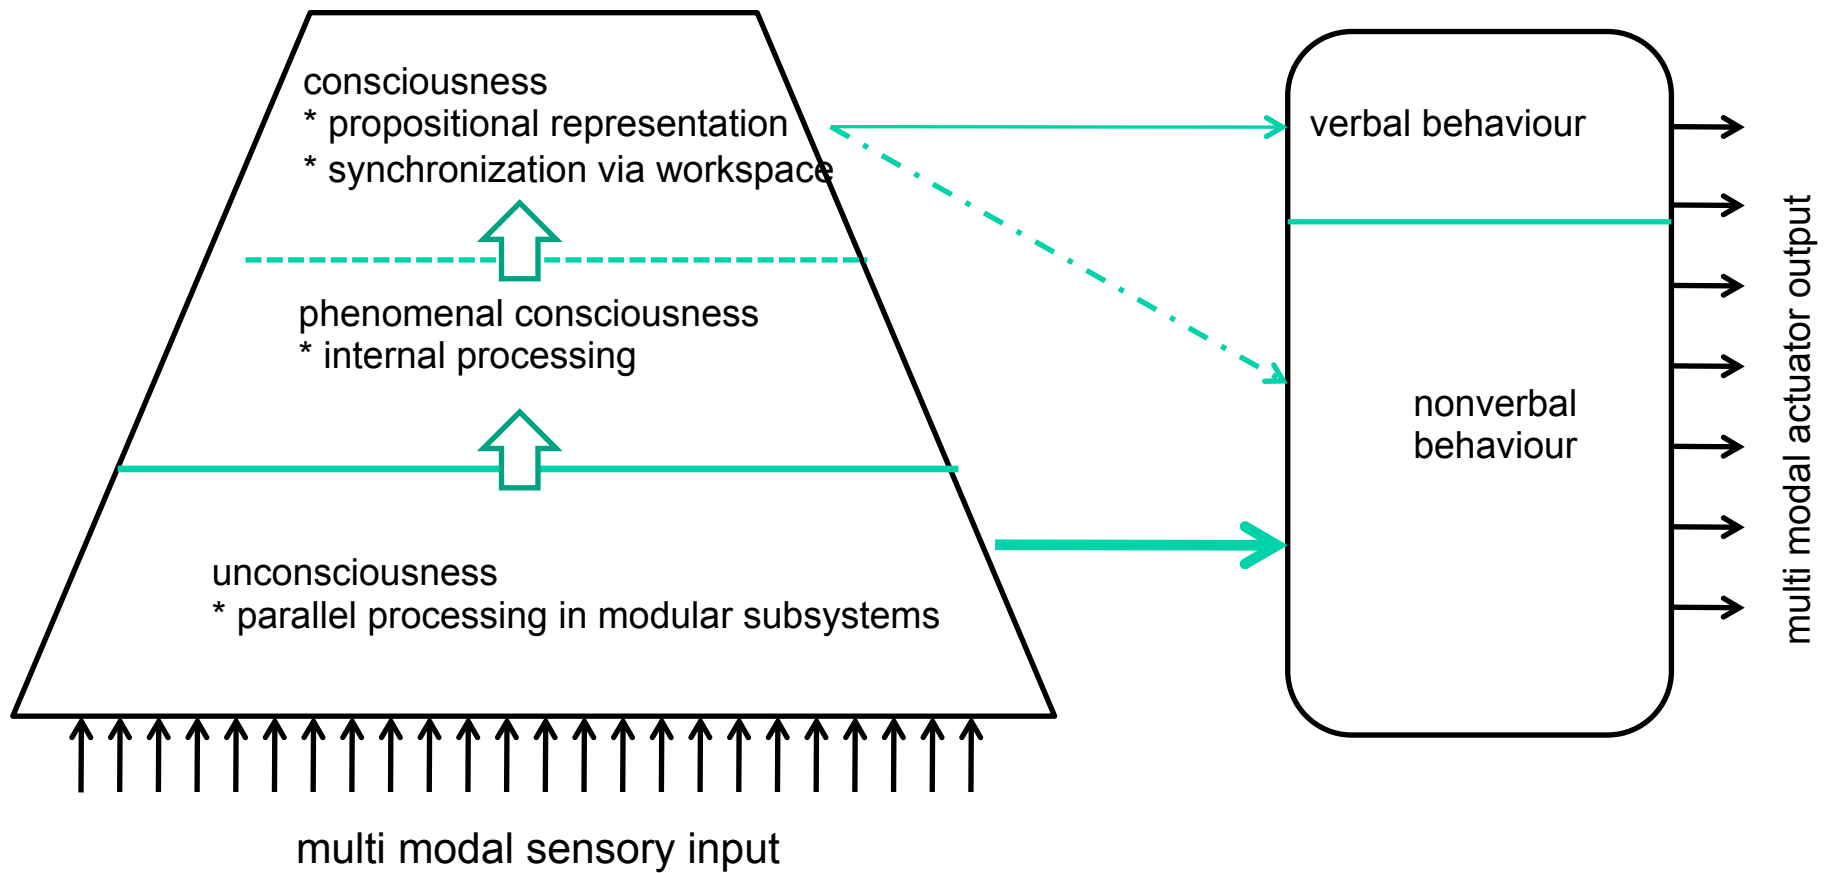 consciousness
* propositional representation
* synchronization via workspace
phenomenal consciousness
* internal processing
unconsciousness
* parallel processing in modular subsystems
multi modal sensory input
verbal behaviour
nonverbal
behaviour
multi modal actuator output